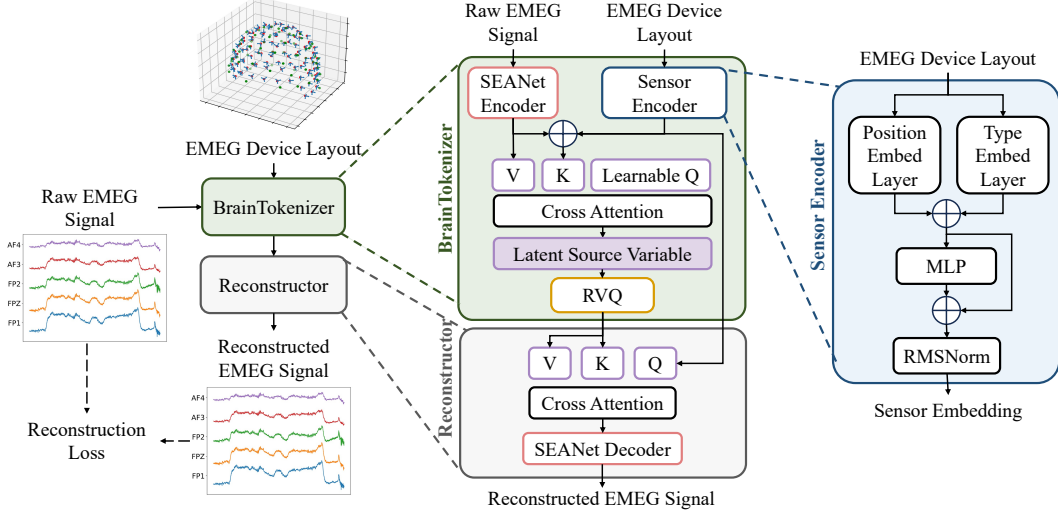 EMEG Device Layout
Raw EMEG
Signal
BrainTokenizer
Reconstructor
AF4
AF3
FP2
FPZ
FP1
Reconstructed
EMEG Signal
AF4
AF3
FP2
FPZ
FP1
Reconstruction
Loss
Raw EMEG
Signal
EMEG Device
Layout
BrainTokenizer
SEANet
Encoder
Sensor
Encoder
V
K
Learnable Q
Cross Attention
Latent Source Variable
RVQ
Reconstructor
V
K
Q
Cross Attention
SEANet Decoder
Reconstructed EMEG Signal
EMEG Device Layout
Sensor Encoder
Position
Embed
Layer
Type
Embed
Layer
MLP
RMSNorm
Sensor Embedding